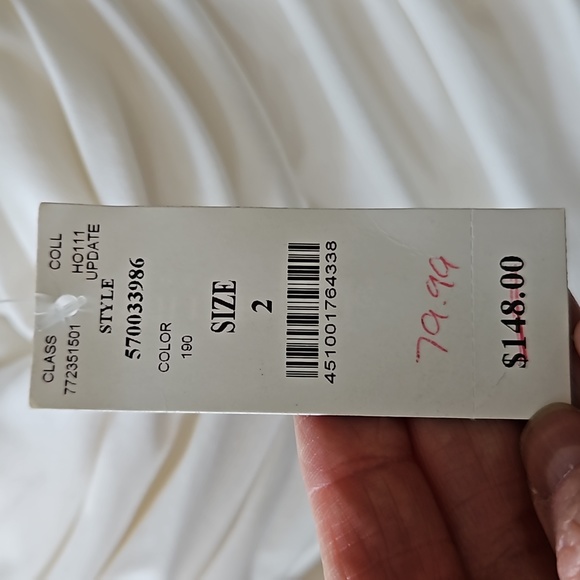 CLASS COLL
772351501 HO111
UPDATE
STYLE
570033986
COLOR
190
SIZE
2
451001764338
79.99
$148.00